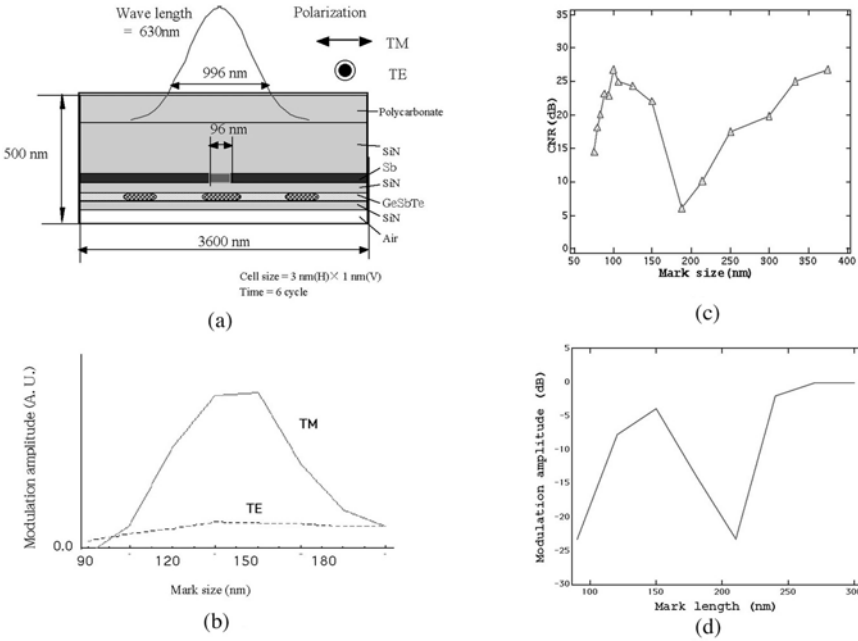 Wave length
= 630nm
Polarization
TM
TE
996 nm
500 nm
96 nm
Polycarbonate
SiN
Sb
SiN
GeSbTe
SiN
Air
3600 nm
Cell size = 3 nm(H)× 1 nm(V)
Time = 6 cycle
(a)
Modulation amplitude (A. U.)
TM
TE
0.0
90 120 150 180
Mark size (nm)
(b)
CNR(dB)
35
30
25
20
15
10
5
0
50 100 150 200 250 300 350 400
Mark size(nm)
(c)
Modulation amplitude (dB)
5
0
-5
-10
-15
-20
-25
-30
100 150 200 250 300
Mark length (nm)
(d)